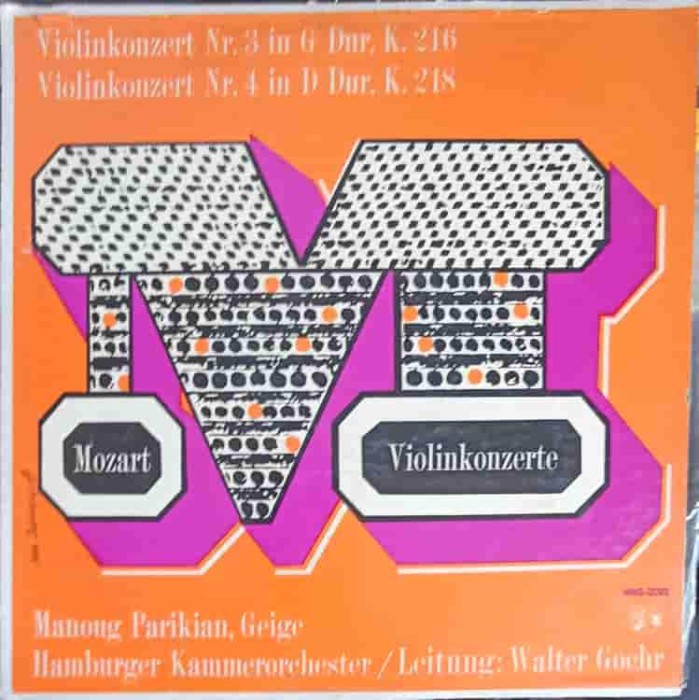 Violinkonzert Nr. 3 in G Dur, K. 216
Violinkonzert Nr. 4 in D Dur, K. 218
M
Mozart
Violinkonzerte
Manoug Parikian, Geige
Hamburger Kammerorchester / Leitung: Walter Goehr